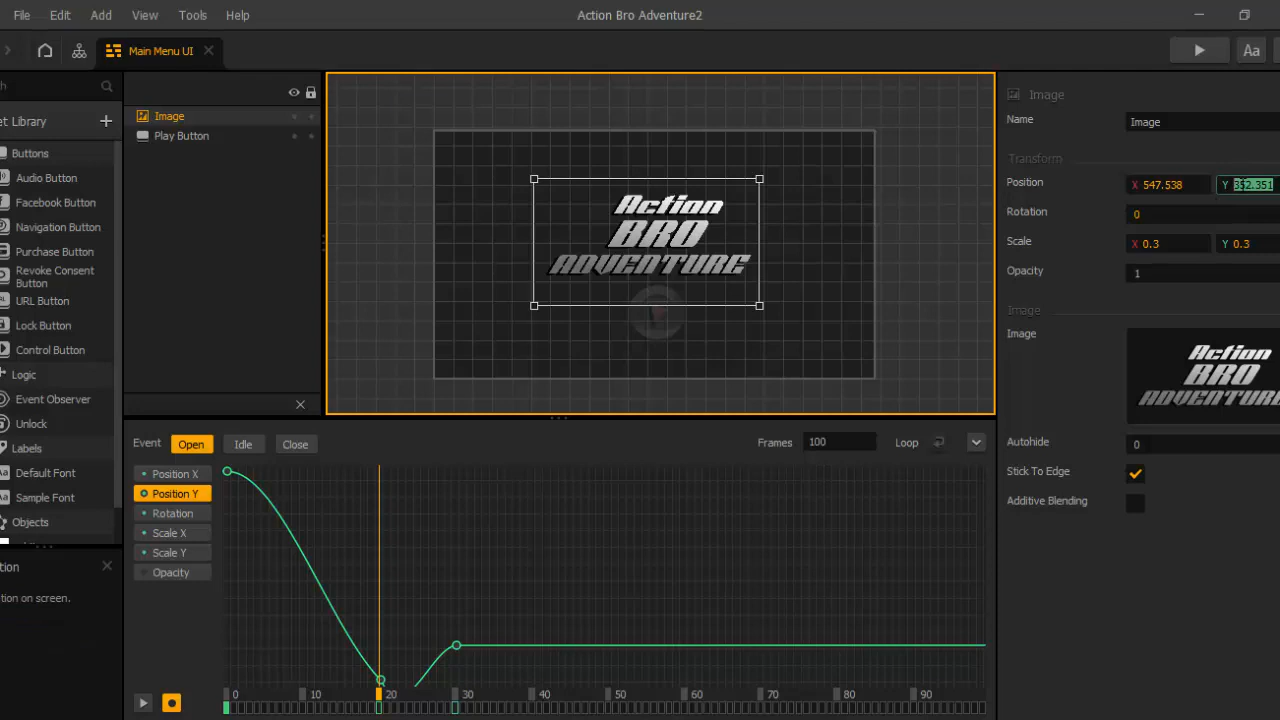 File Edit Add View Tools Help Action Bro Adventure2
Main Menu UI Aa
Image
Play Button
Buttons
Audio Button
Facebook Button
Navigation Button
Purchase Button
Revoke Consent
Button
URL Button
Lock Button
Control Button
Logic
Event Observer
Unlock
Labels
Default Font
Sample Font
Objects
Action
BRO
ADVENTURE
Image
Name Image
Transform
Position X 547.538 Y 332.351
Rotation 0
Scale X 0.3 Y 0.3
Opacity 1
Image
Image
Action
BRO
ADVENTURE
Autohide 0
Stick To Edge
Additive Blending
Event Open Idle Close Frames 100 Loop
Position X
Position Y
Rotation
Scale X
Scale Y
Opacity
0 10 20 30 40 50 60 70 80 90
on screen.